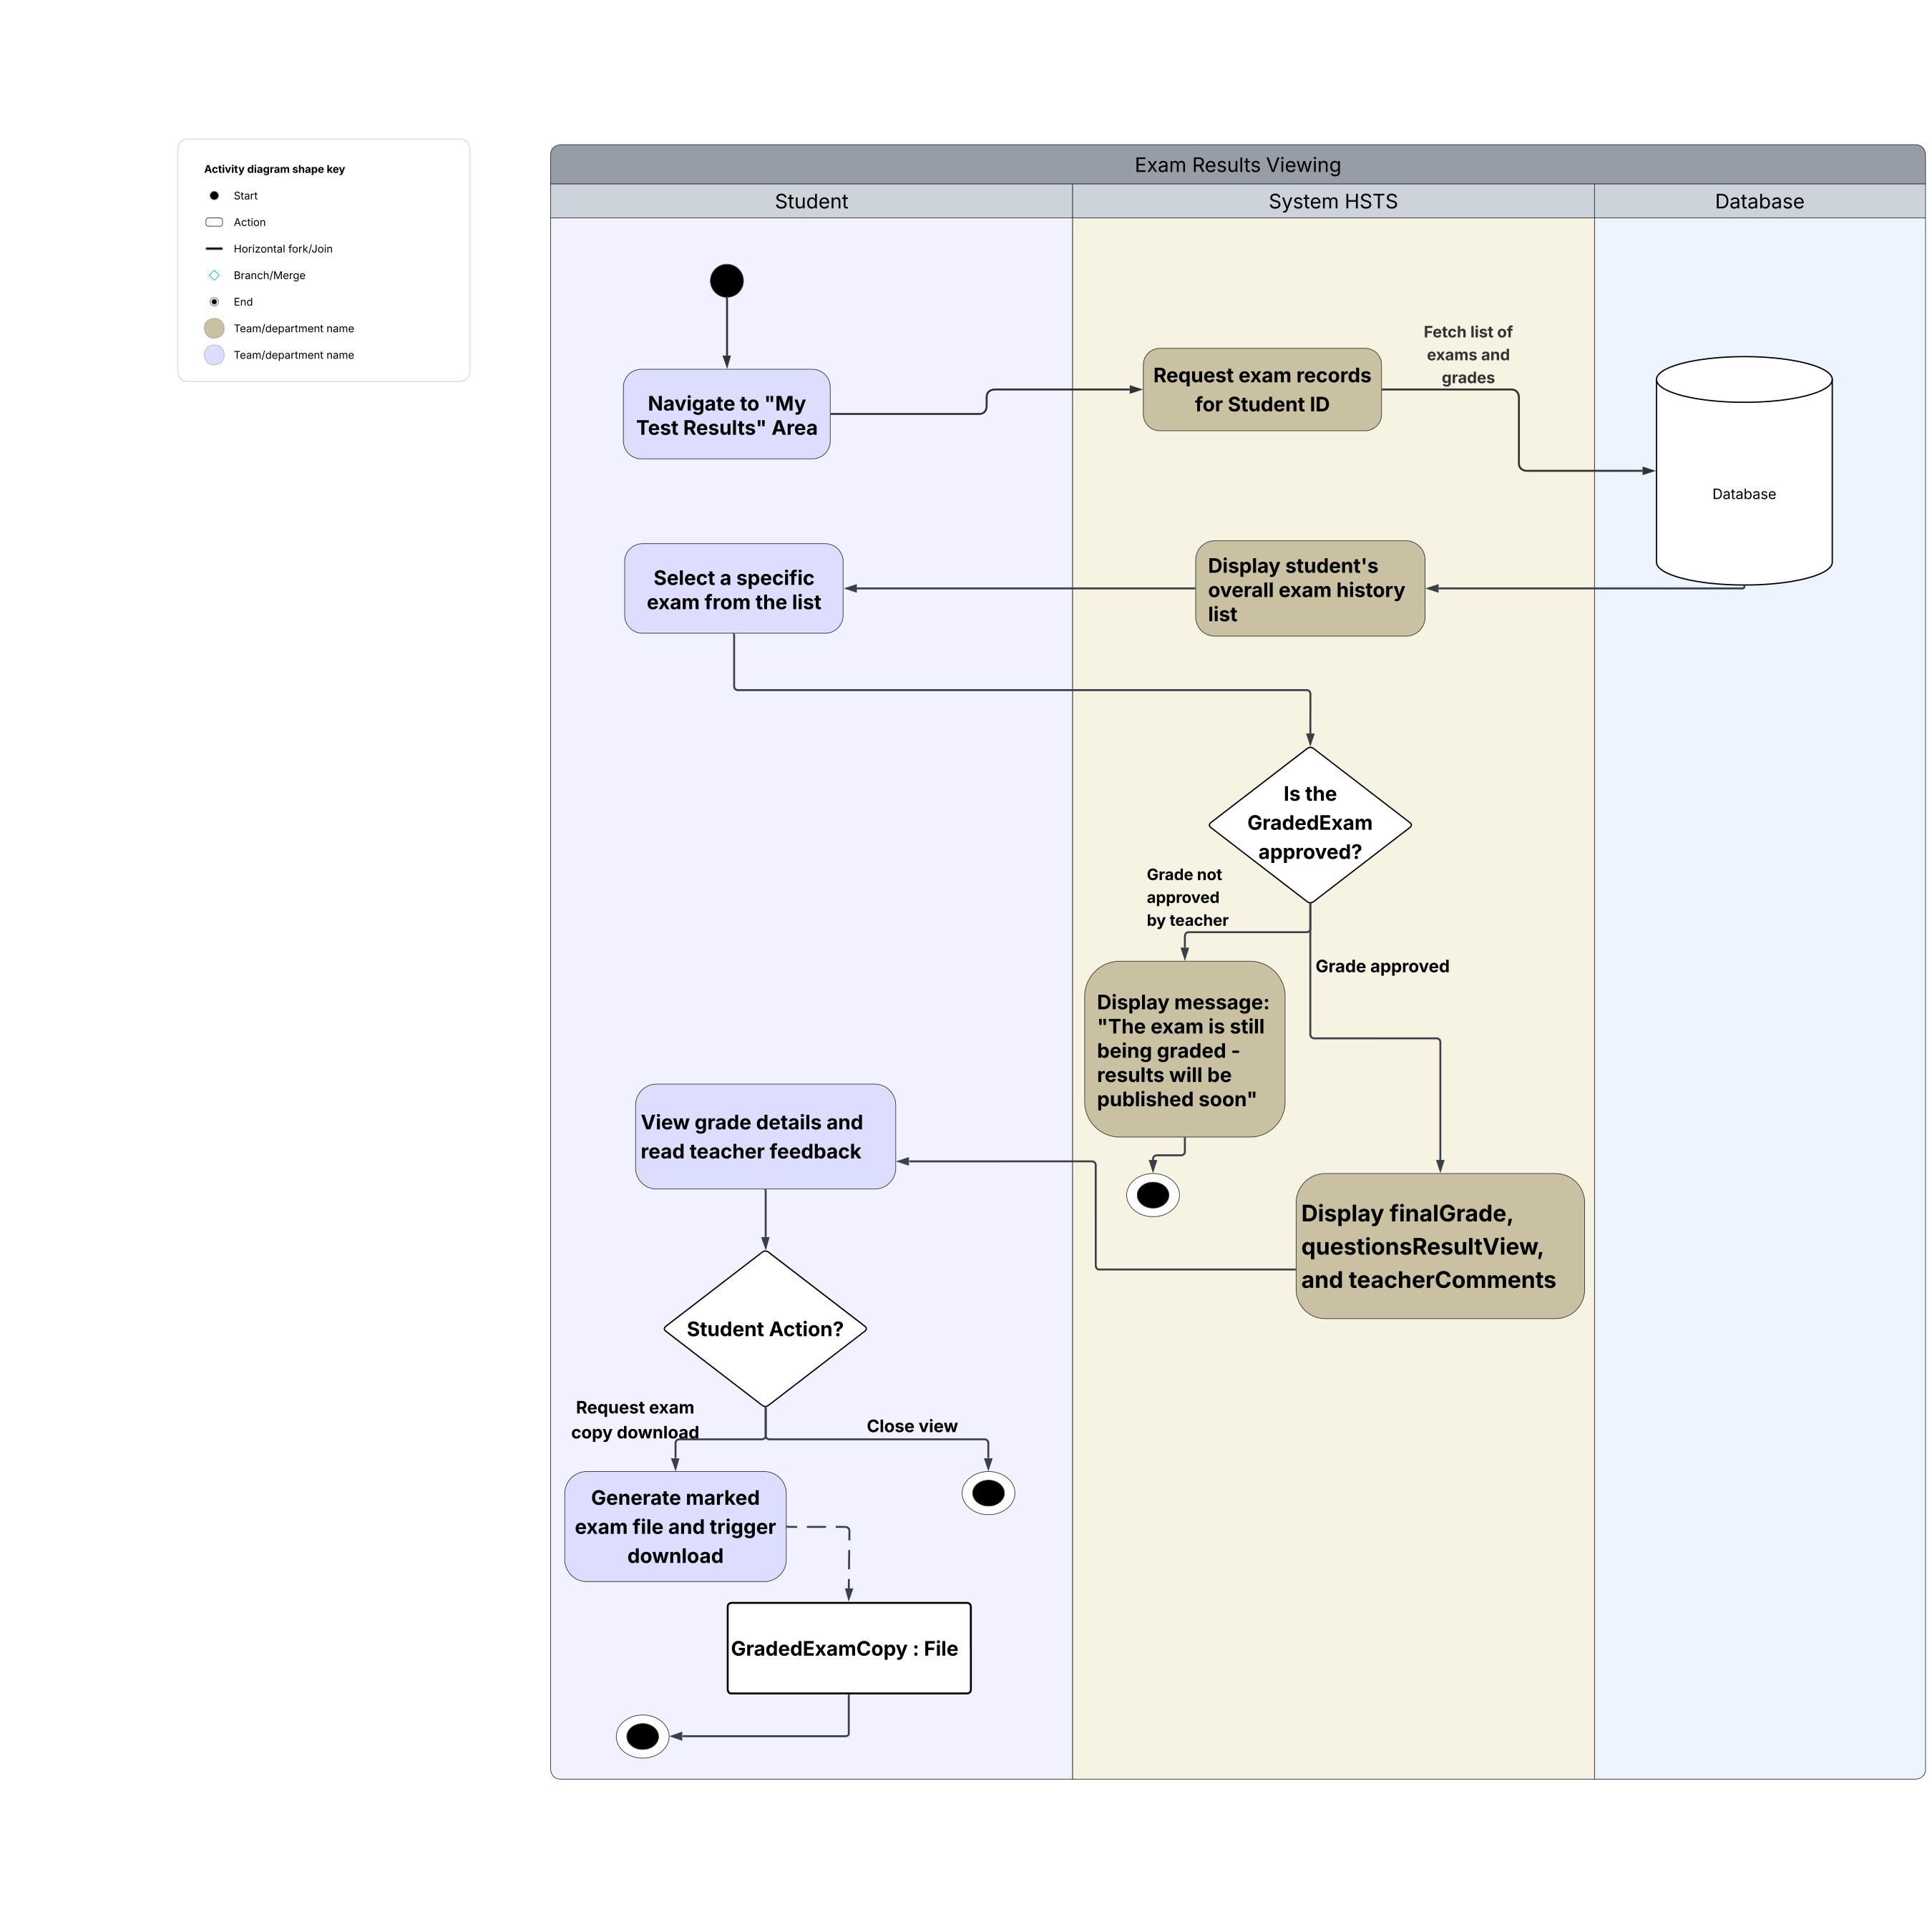 Activity diagram shape key
Start
Action
Horizontal fork/Join
Branch/Merge
End
Team/department name
Team/department name
Exam Results Viewing
Student
System HSTS
Database
Navigate to "My
Test Results" Area
Request exam records
for Student ID
Fetch list of
exams and
grades
Database
Select a specific
exam from the list
Display student's
overall exam history
list
Is the
GradedExam
approved?
Grade not
approved
by teacher
Grade approved
Display message:
"The exam is still
being graded -
results will be
published soon"
View grade details and
read teacher feedback
Display finalGrade,
questionsResultView,
and teacherComments
Student Action?
Request exam
copy download
Close view
Generate marked
exam file and trigger
download
GradedExamCopy : File